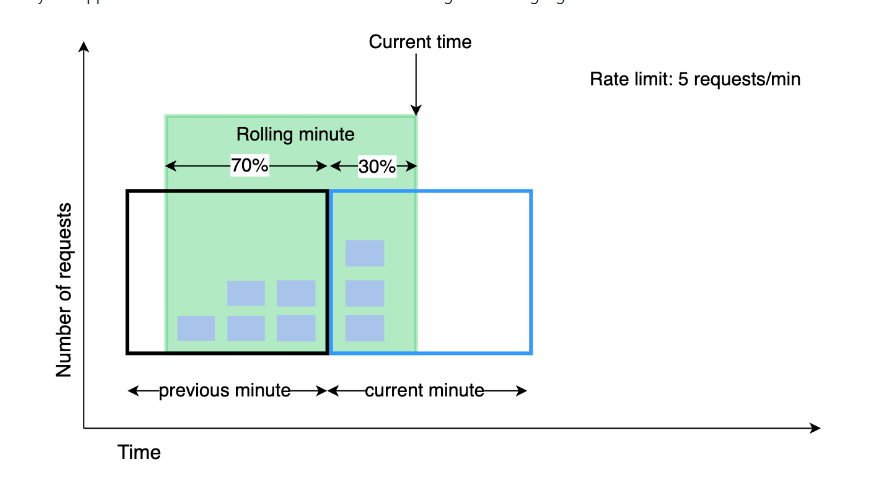 Current time
Rate limit: 5 requests/min
Rolling minute
70%
30%
Number of requests
previous minute
current minute
Time